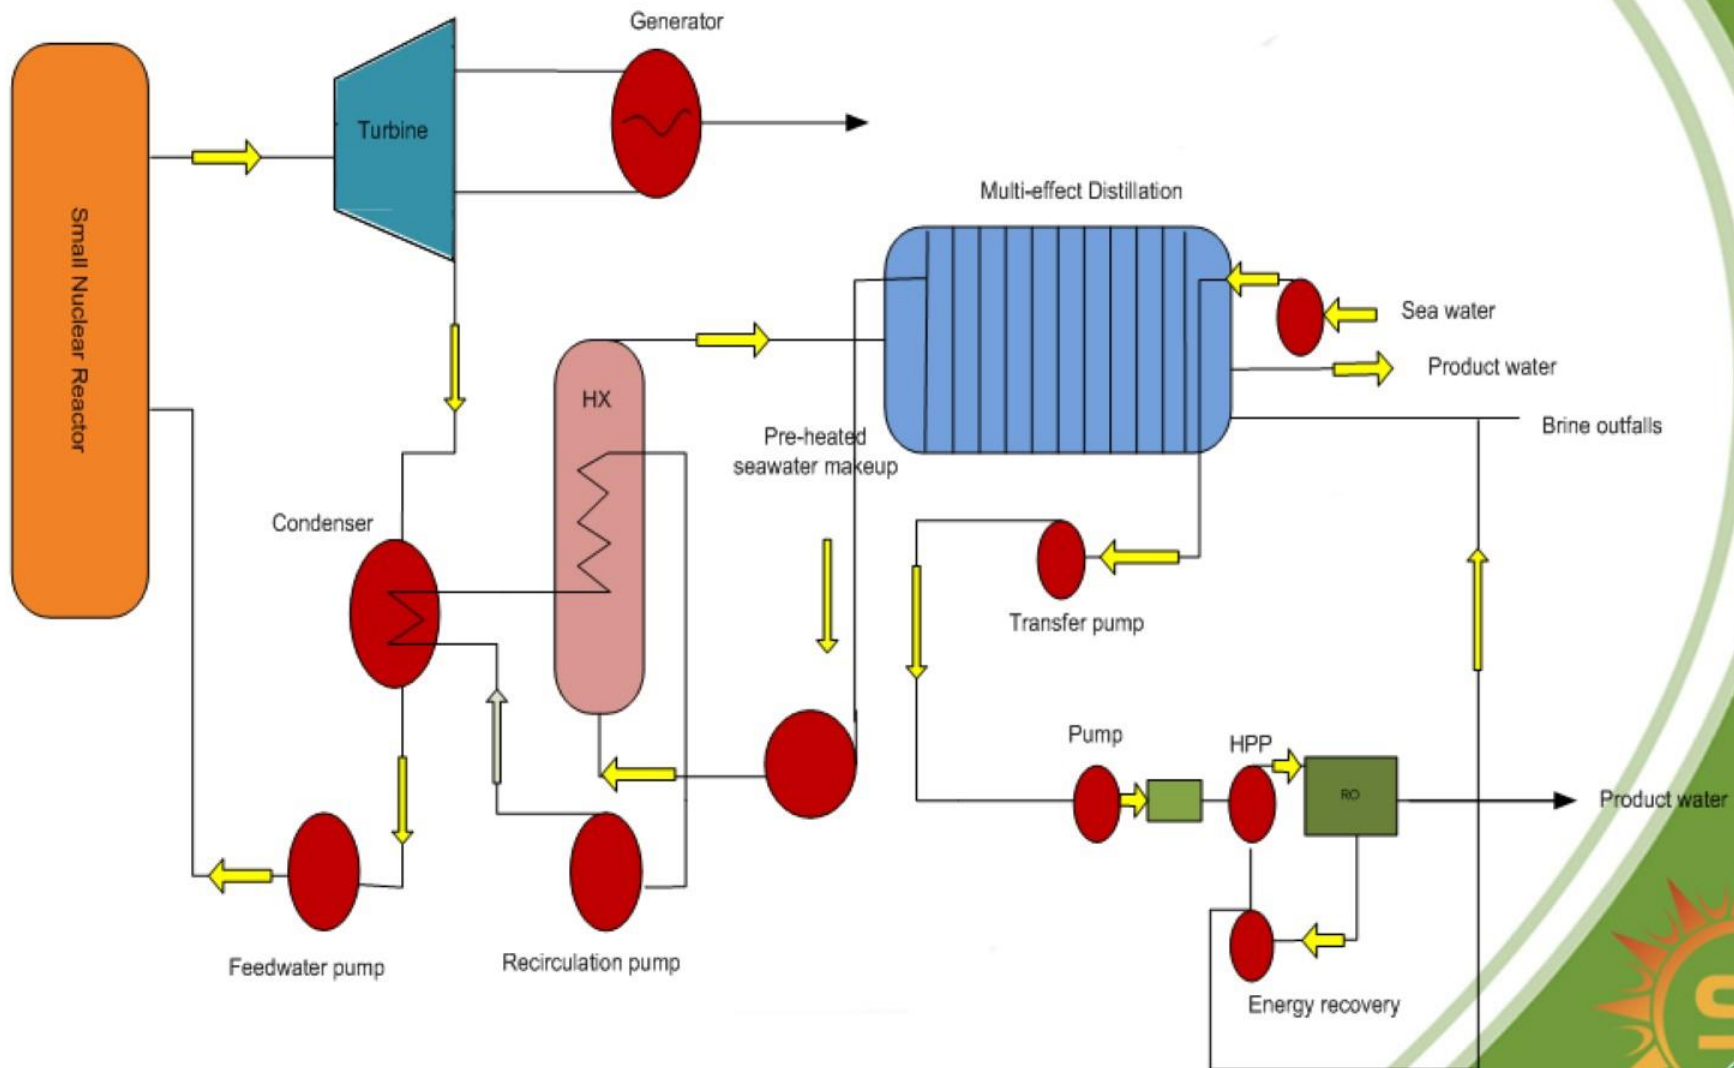 Generator
Turbine
Small Nuclear Reactor
Multi-effect Distillation
Sea water
Product water
Brine outfalls
HX
Pre-heated
seawater makeup
Condenser
Transfer pump
Pump
HPP
RO
Product water
Feedwater pump
Recirculation pump
Energy recovery